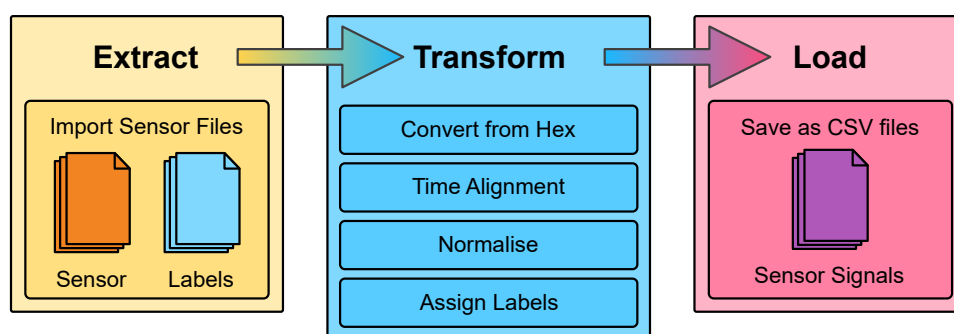 Extract
Import Sensor Files
Sensor
Labels
Transform
Convert from Hex
Time Alignment
Normalise
Assign Labels
Load
Save as CSV files
Sensor Signals